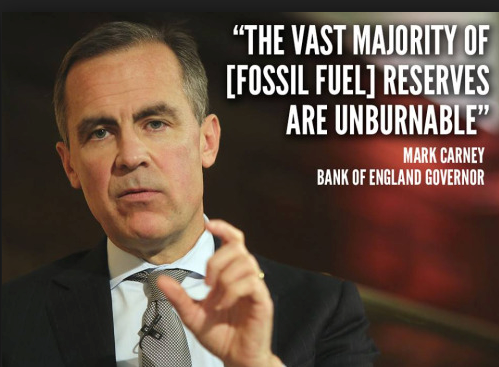 “THE VAST MAJORITY OF
[FOSSIL FUEL] RESERVES
ARE UNBURNABLE”
MARK CARNEY
BANK OF ENGLAND GOVERNOR